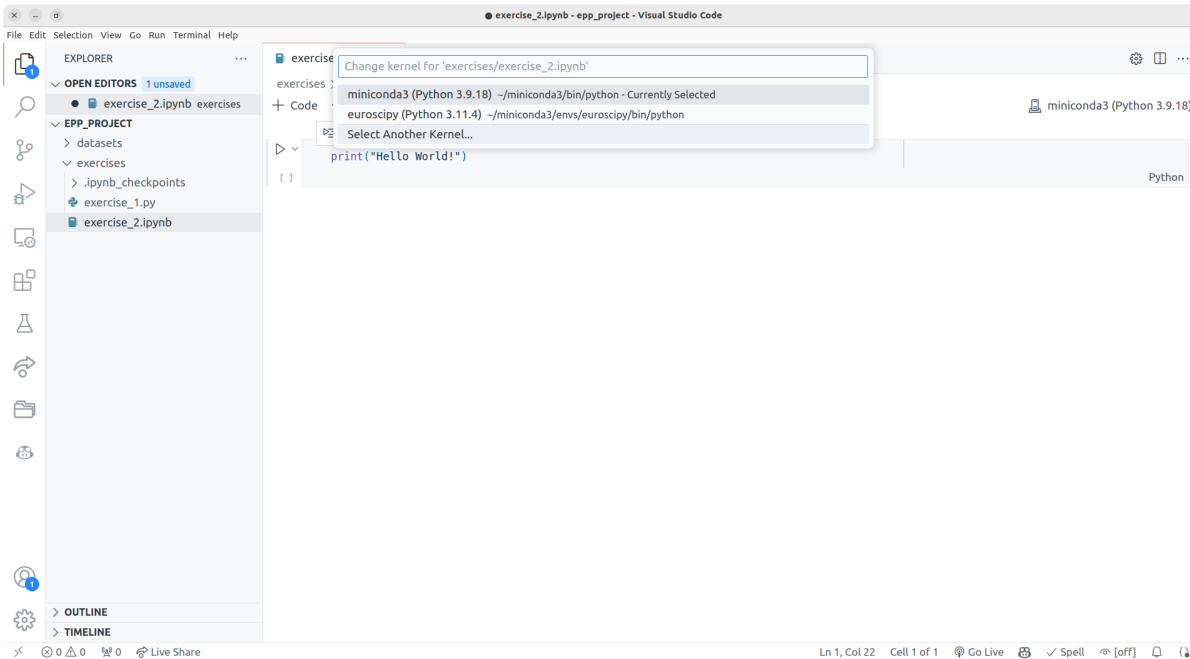 ● exercise_2.ipynb - epp_project - Visual Studio Code
File Edit Selection View Go Run Terminal Help
EXPLORER
OPEN EDITORS 1 unsaved
● exercise_2.ipynb exercises
EPP_PROJECT
datasets
exercises
.ipynb_checkpoints
exercise_1.py
exercise_2.ipynb
OUTLINE
TIMELINE
1
1
exercise
exercises
+ Code
Change kernel for 'exercises/exercise_2.ipynb'
miniconda3 (Python 3.9.18) ~/miniconda3/bin/python - Currently Selected
euroscipy (Python 3.11.4) ~/miniconda3/envs/euroscipy/bin/python
Select Another Kernel...
miniconda3 (Python 3.9.18)
print("Hello World!")
[ ]
Python
0 0 0 Live Share
Ln 1, Col 22 Cell 1 of 1 Go Live Spell [off]